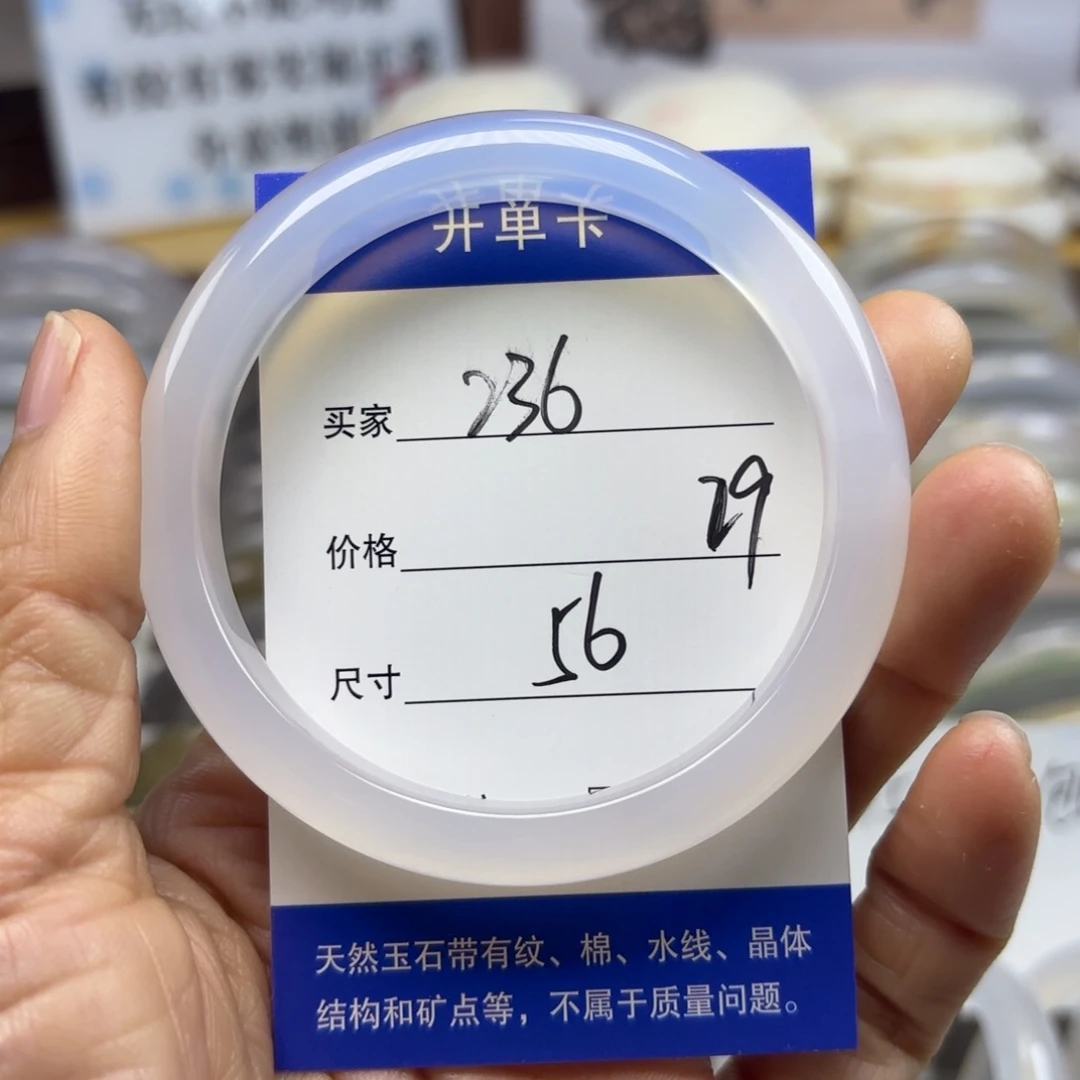 开单卡
买家 236
价格 29
尺寸 56
天然玉石带有纹、棉、水线、晶体
结构和矿点等，不属于质量问题。